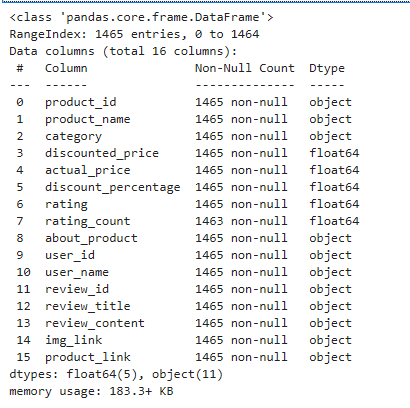 <class 'pandas.core.frame.DataFrame'>
RangeIndex: 1465 entries, 0 to 1464
Data columns (total 16 columns):
 #   Column               Non-Null Count  Dtype
---  ------               --------------  -----
 0   product_id           1465 non-null   object
 1   product_name         1465 non-null   object
 2   category             1465 non-null   object
 3   discounted_price     1465 non-null   float64
 4   actual_price         1465 non-null   float64
 5   discount_percentage  1465 non-null   float64
 6   rating               1465 non-null   float64
 7   rating_count         1463 non-null   float64
 8   about_product        1465 non-null   object
 9   user_id              1465 non-null   object
 10  user_name            1465 non-null   object
 11  review_id            1465 non-null   object
 12  review_title         1465 non-null   object
 13  review_content       1465 non-null   object
 14  img_link             1465 non-null   object
 15  product_link         1465 non-null   object
dtypes: float64(5), object(11)
memory usage: 183.3+ KB